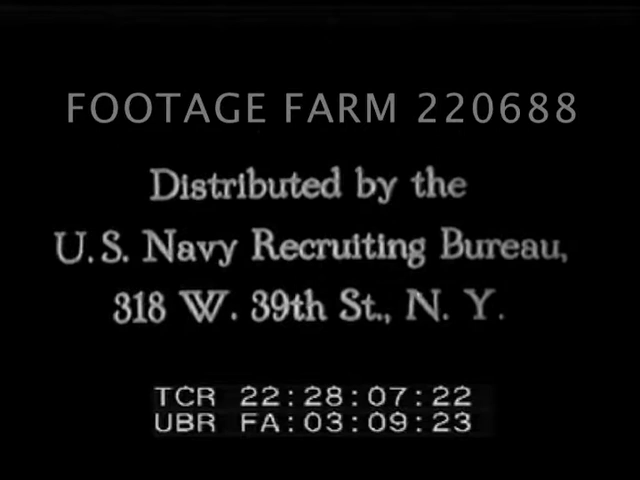 FOOTAGE FARM 220688
Distributed by the
U.S. Navy Recruiting Bureau,
318 W. 39th St., N. Y.
TCR 22:28:07:22
UBR FA:03:09:23